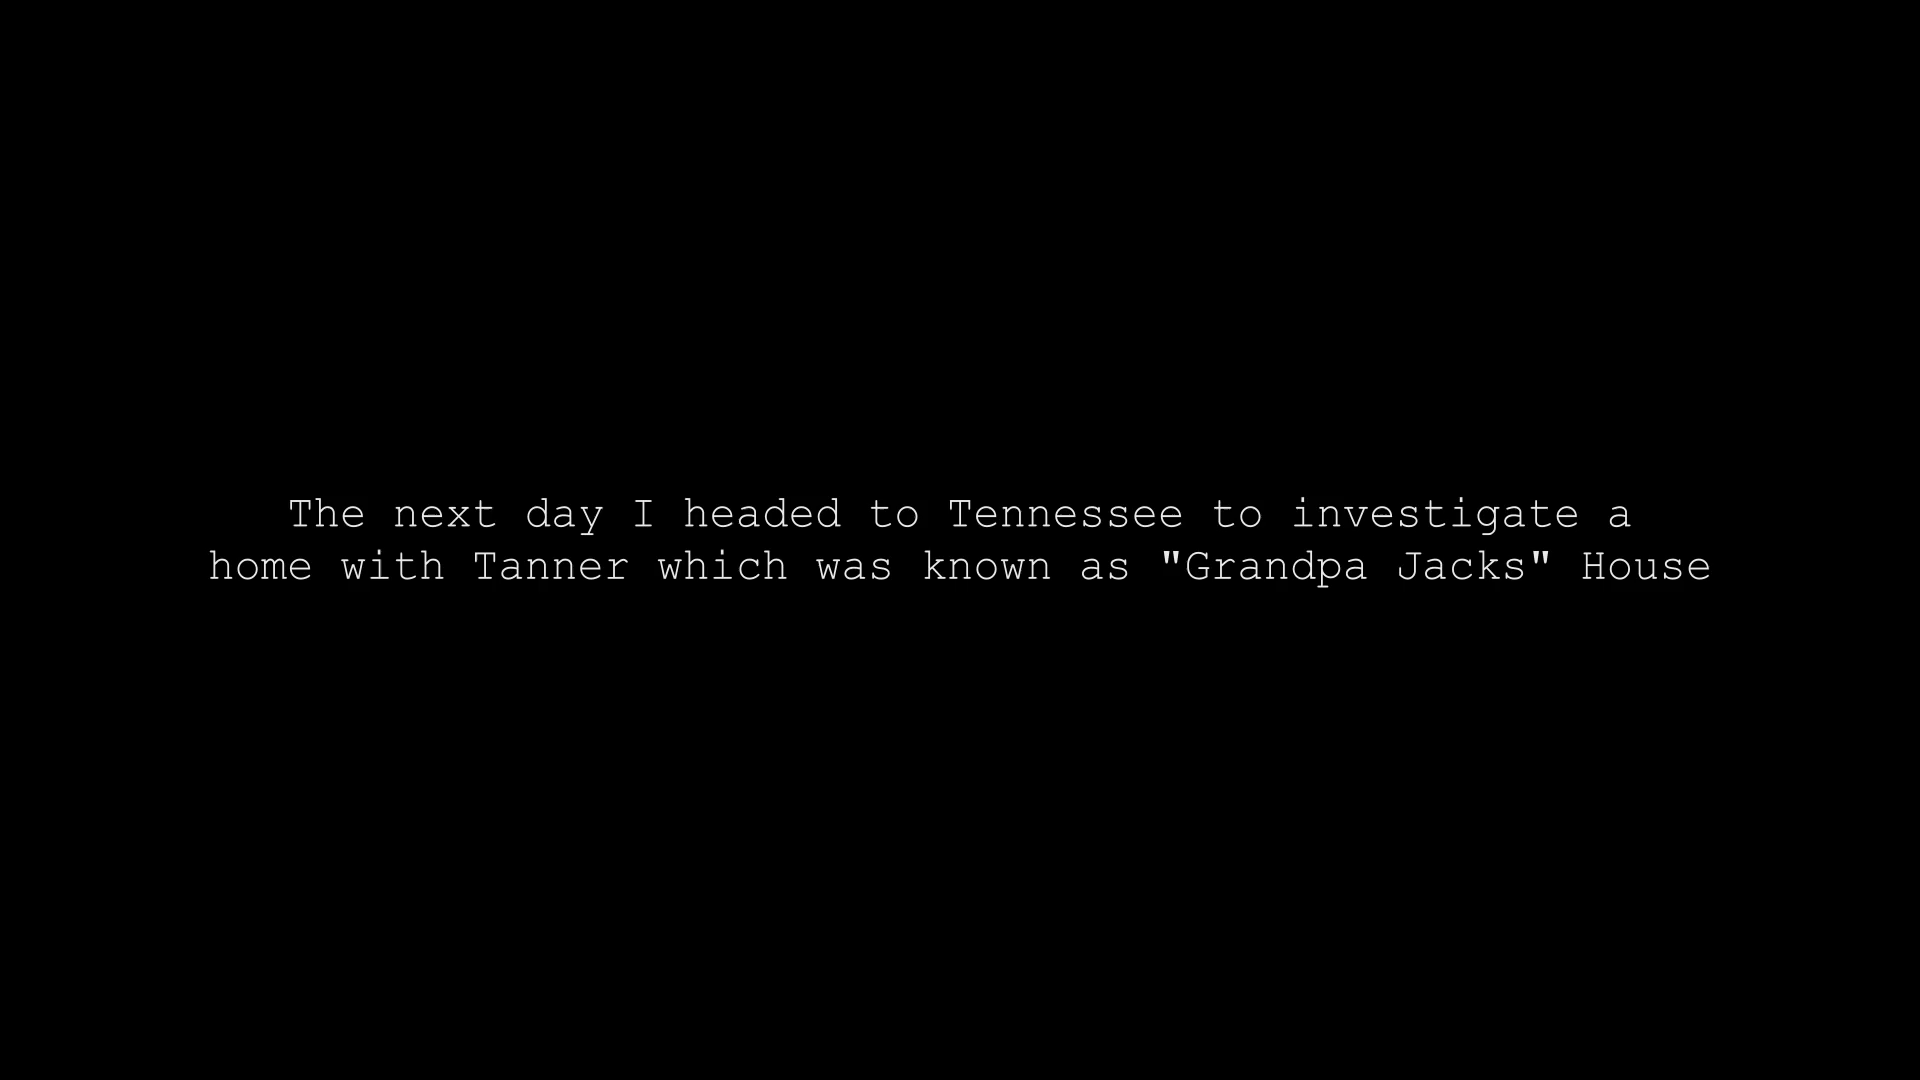 The next day I headed to Tennessee to investigate a
home with Tanner which was known as "Grandpa Jacks" House